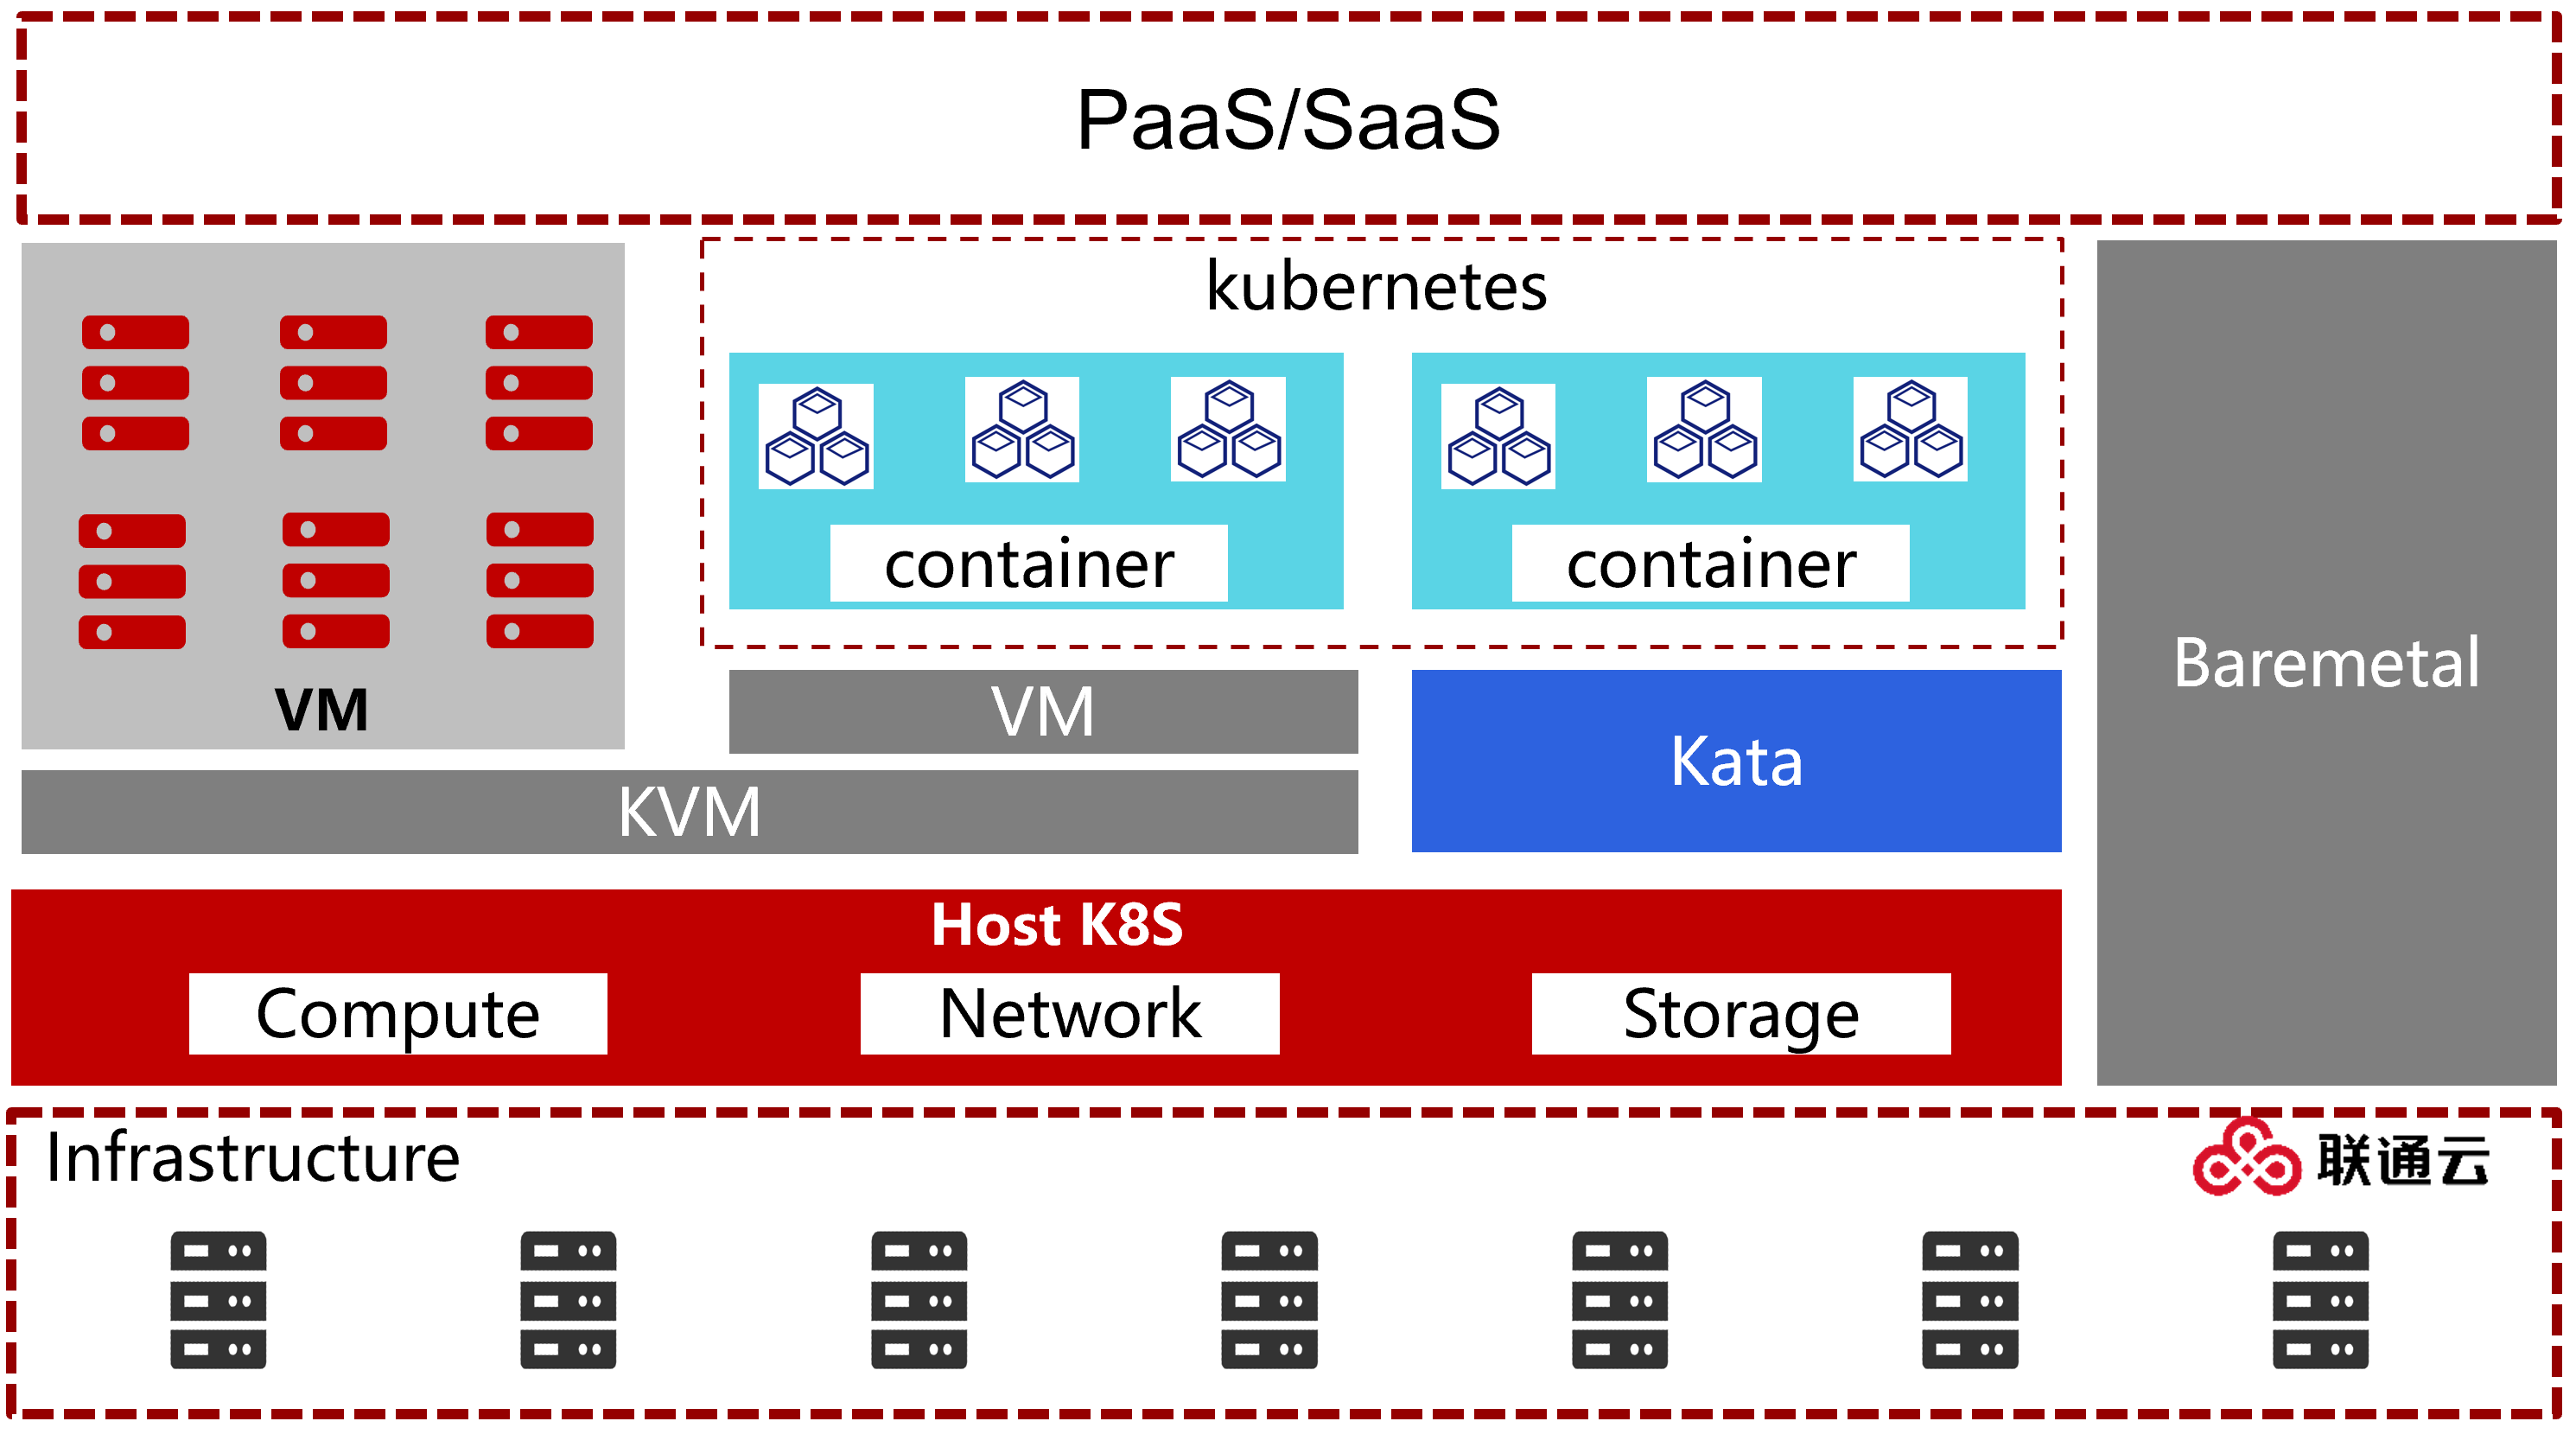 PaaS/SaaS
kubernetes
container
container
VM
VM
KVM
Kata
Baremetal
Host K8S
Compute
Network
Storage
Infrastructure
联通云